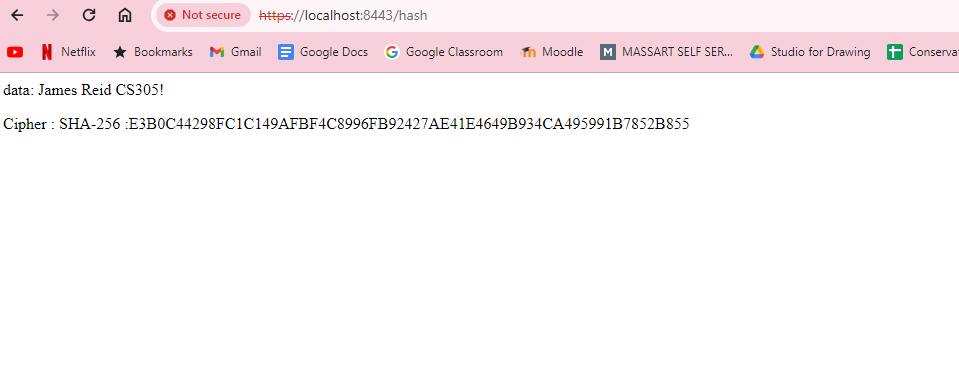 Not secure https://localhost:8443/hash
Netflix Bookmarks Gmail Google Docs Google Classroom Moodle M MASSART SELF SER... Studio for Drawing Conserva
data: James Reid CS305!
Cipher : SHA-256 :E3B0C44298FC1C149AFBF4C8996FB92427AE41E4649B934CA495991B7852B855